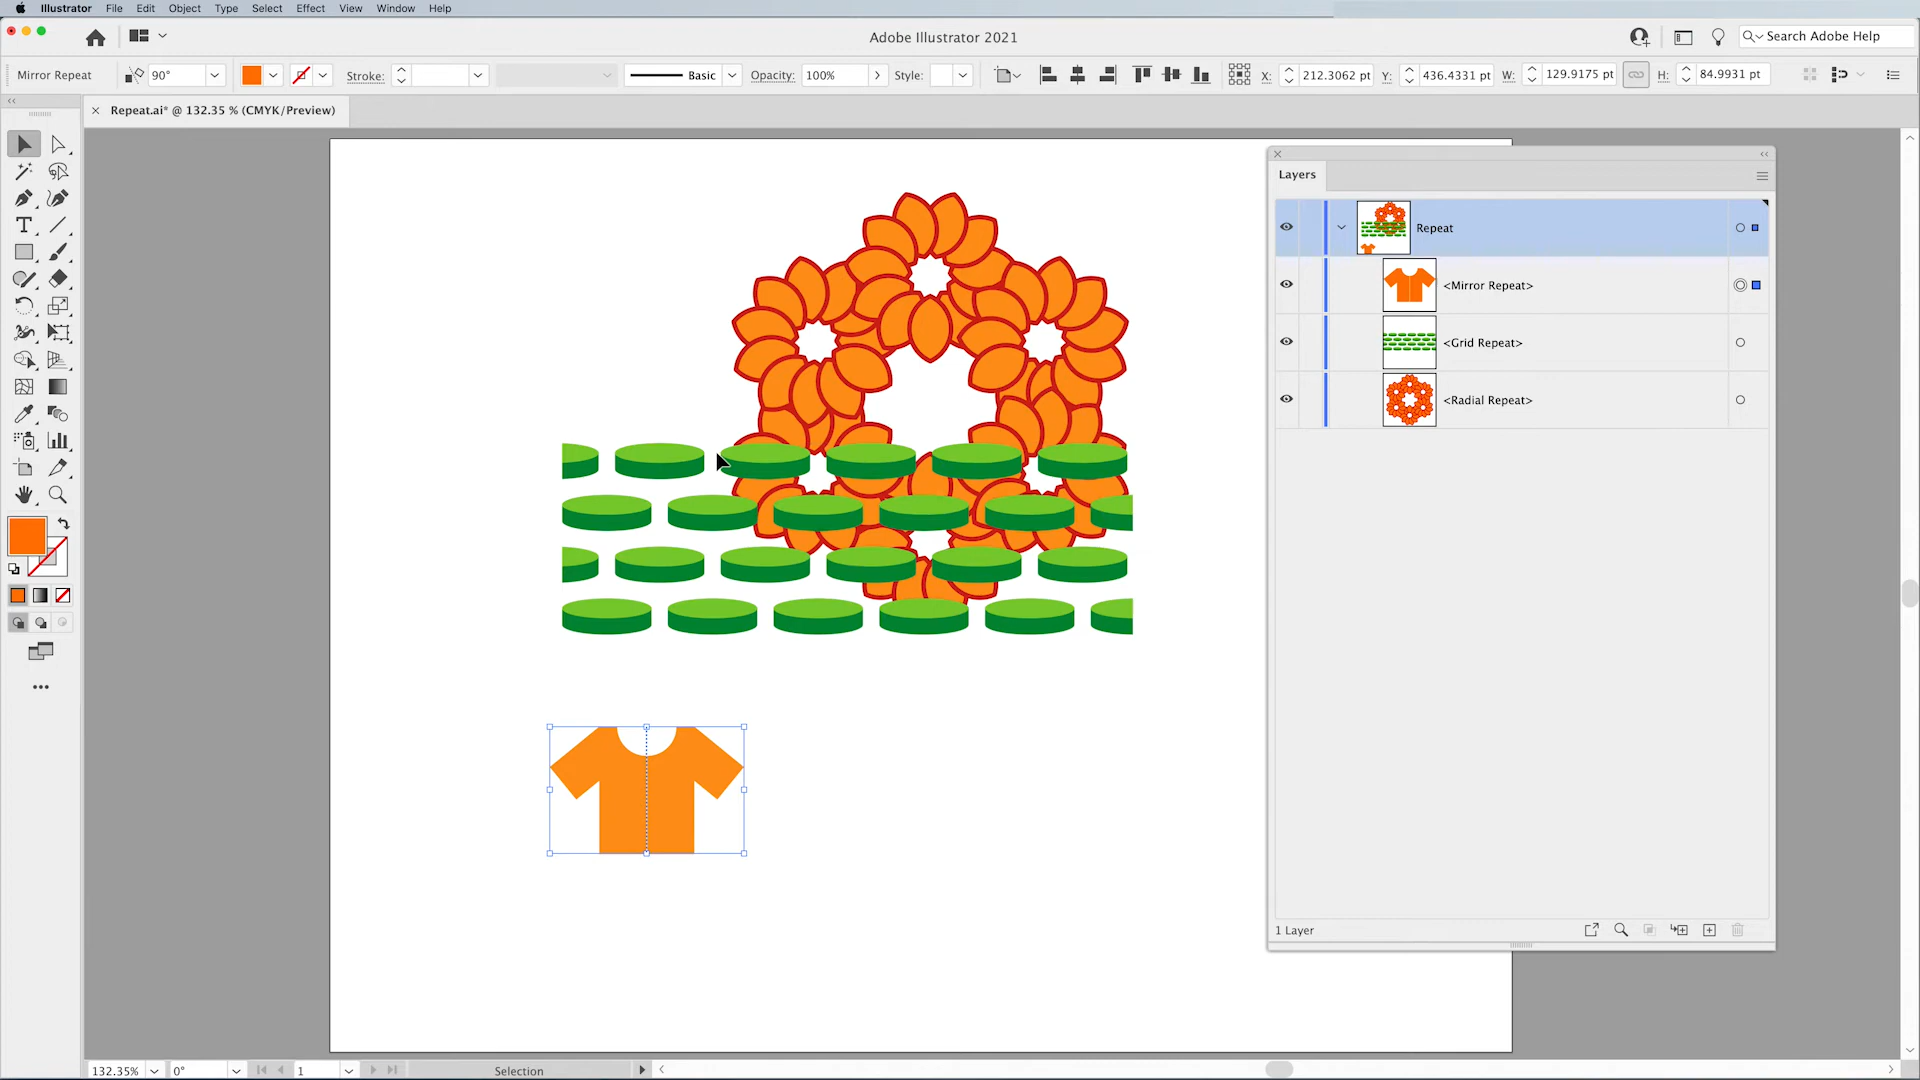 Illustrator File Edit Object Type Select Effect View Window Help
Adobe Illustrator 2021
Search Adobe Help
Mirror Repeat 90° Stroke: Basic Opacity: 100% Style: X: 212.3062 pt Y: 436.4331 pt W: 129.9175 pt H: 84.9931 pt
Repeat.ai* @ 132.35 % (CMYK/Preview)
Layers
Repeat
<Mirror Repeat>
<Grid Repeat>
<Radial Repeat>
1 Layer
132.35% 0° 1 Selection